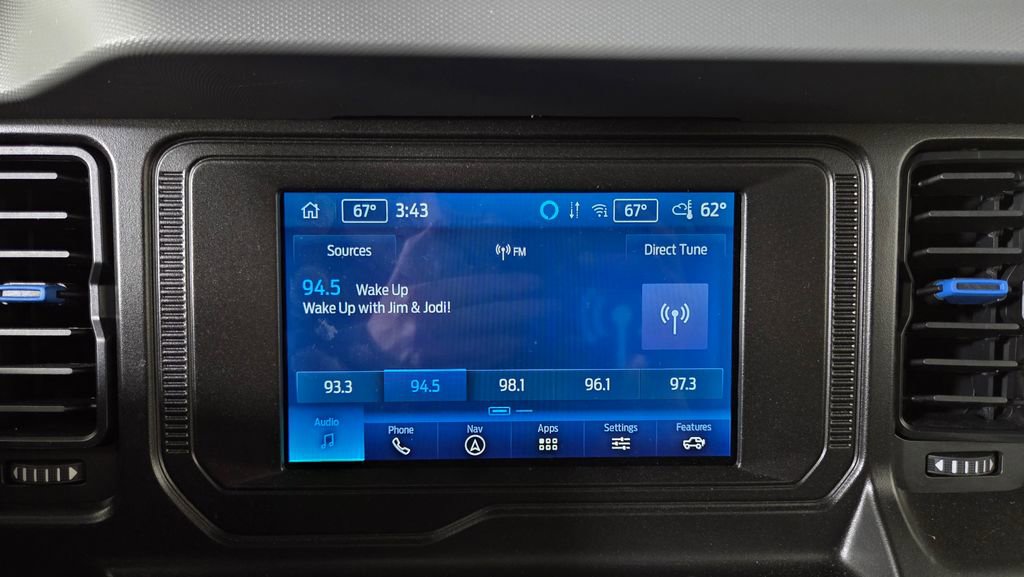 67° 3:43 67° 62°
Sources FM Direct Tune
94.5 Wake Up
Wake Up with Jim & Jodi!
93.3 94.5 98.1 96.1 97.3
Audio Phone Nav Apps Settings Features